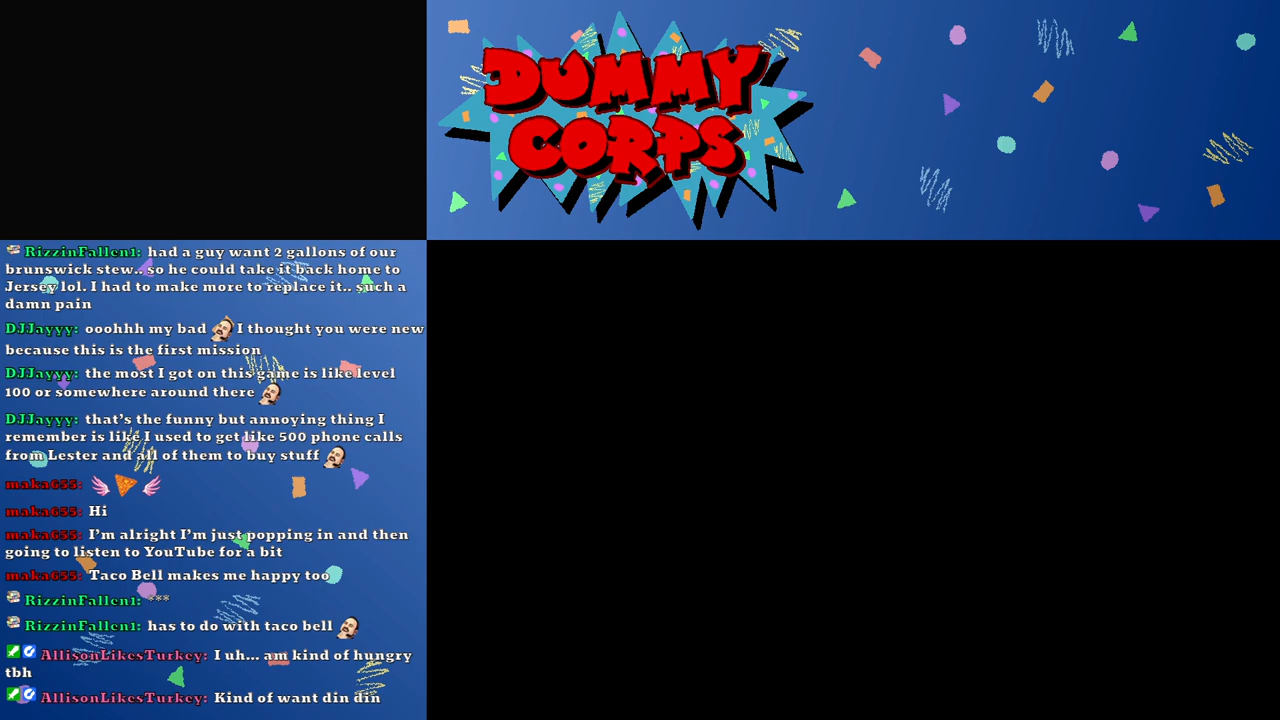 DUMMY
CORPS
RizzinFallen1: had a guy want 2 gallons of our
brunswick stew.. so he could take it back home to
Jersey lol. I had to make more to replace it.. such a
damn pain
DJJayyy: ooohhh my bad I thought you were new
because this is the first mission
DJJayyy: the most I got on this game is like level
100 or somewhere around there
DJJayyy: that's the funny but annoying thing I
remember is like I used to get like 500 phone calls
from Lester and all of them to buy stuff
maka655:
maka655: Hi
maka655: I'm alright I'm just popping in and then
going to listen to YouTube for a bit
maka655: Taco Bell makes me happy too
RizzinFallen1: ***
RizzinFallen1: has to do with taco bell
AllisonLikesTurkey: I uh... am kind of hungry
tbh
AllisonLikesTurkey: Kind of want din din